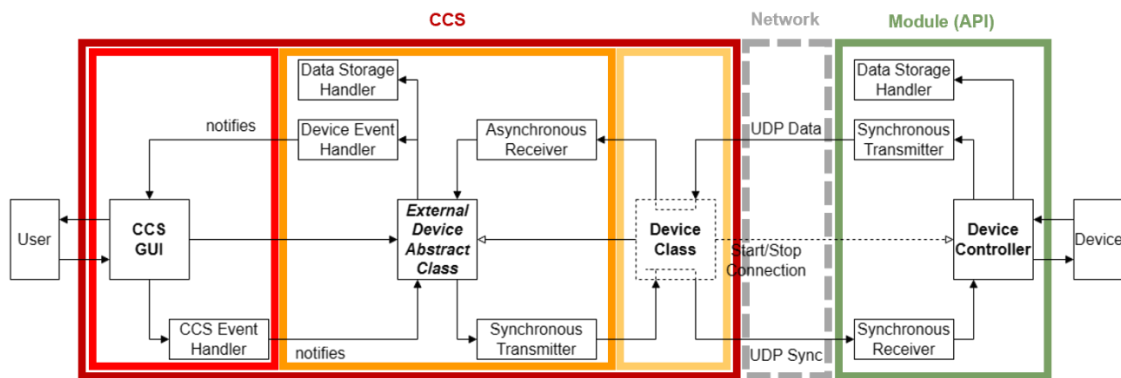 CCS
Network
Module (API)
Data Storage
Handler
Data Storage
Handler
notifies
Device Event
Handler
Asynchronous
Receiver
UDP Data
Synchronous
Transmitter
User
CCS
GUI
External
Device
Abstract
Class
Device
Class
Start/Stop
Connection
Device
Controller
Device
CCS Event
Handler
notifies
Synchronous
Transmitter
UDP Sync
Synchronous
Receiver